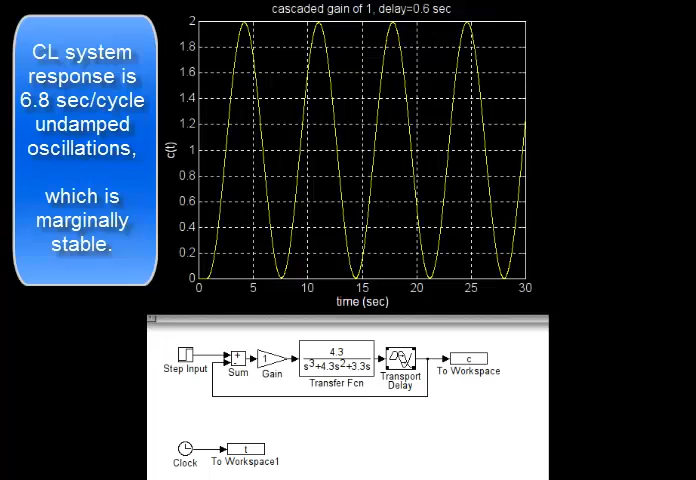 cascaded gain of 1, delay=0.6 sec
CL system
response is
6.8 sec/cycle
undamped
oscillations,
which is
marginally
stable.
c(t)
2
1.8
1.6
1.4
1.2
1
0.8
0.6
0.4
0.2
0
0 5 10 15 20 25 30
time (sec)
Step Input
+
-
Sum
1
Gain
4.3
s3+4.3s2+3.3s
Transfer Fcn
Transport
Delay
c
To Workspace
Clock
t
To Workspace1